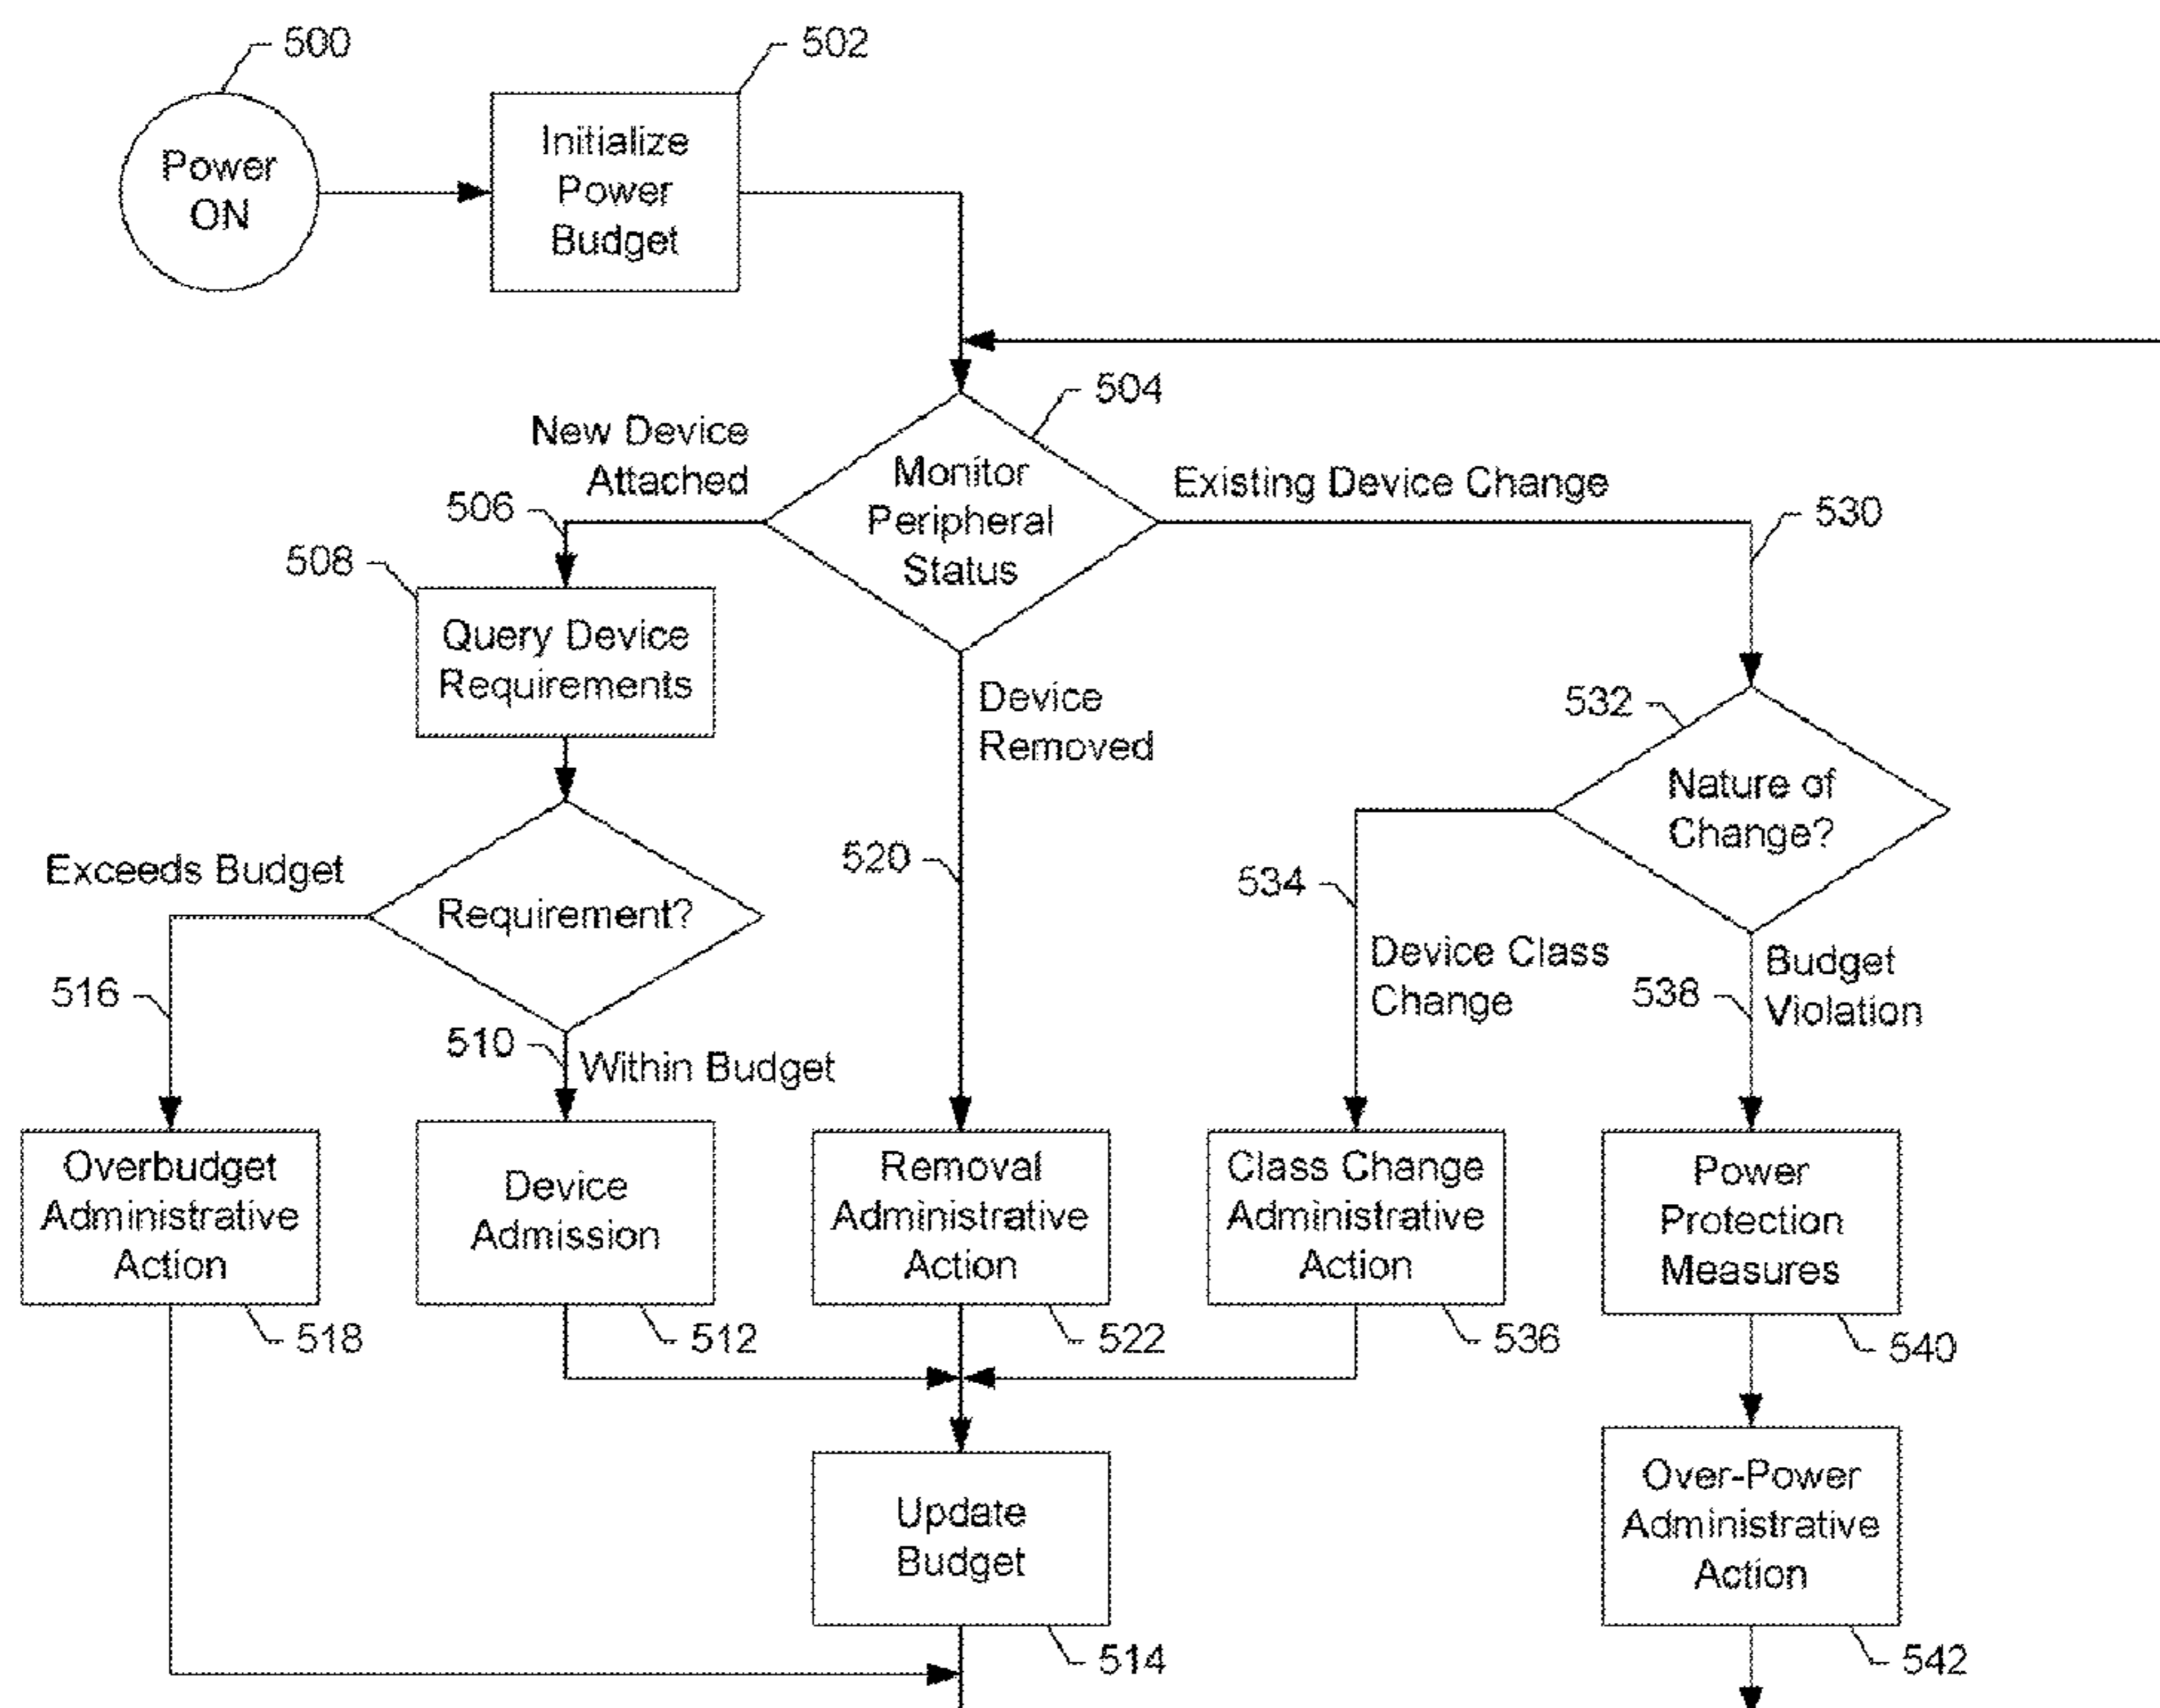 500
502
Power
ON
Initialize
Power
Budget
504
New Device
Attached
Monitor
Peripheral
Status
Existing Device Change
506
530
508
Query Device
Requirements
Device
Removed
532
Nature of
Change?
Exceeds Budget
Requirement?
520
534
516
510
Within Budget
Device Class
Change
538
Budget
Violation
Overbudget
Administrative
Action
Device
Admission
Removal
Administrative
Action
Class Change
Administrative
Action
Power
Protection
Measures
518
512
522
536
540
Update
Budget
Over-Power
Administrative
Action
514
542